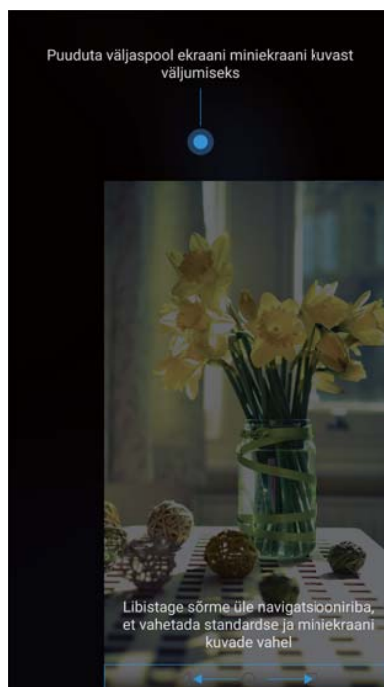 Puuduta väljaspool ekraani miniekraani kuvast
väljumiseks
Libistage sõrme üle navigatsiooniriba,
et vahetada standardse ja miniekraani
kuvade vahel